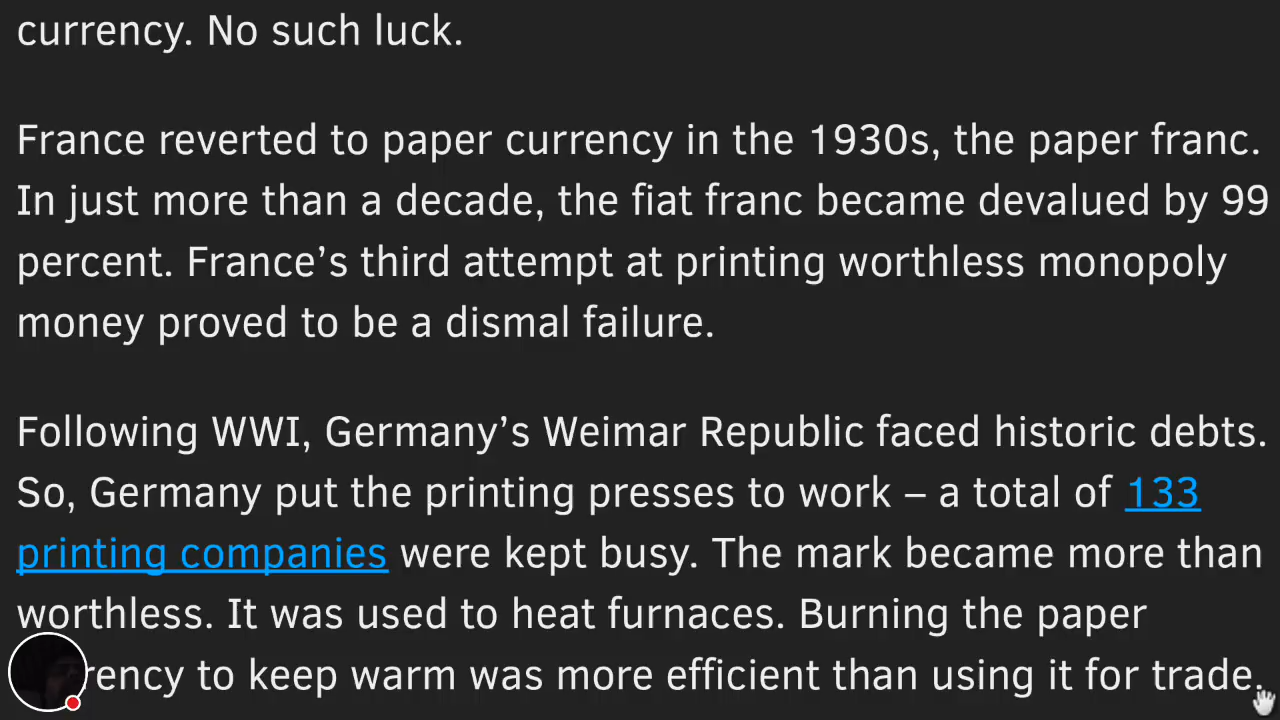 currency. No such luck.
France reverted to paper currency in the 1930s, the paper franc.
In just more than a decade, the fiat franc became devalued by 99
percent. France’s third attempt at printing worthless monopoly
money proved to be a dismal failure.
Following WWI, Germany’s Weimar Republic faced historic debts.
So, Germany put the printing presses to work – a total of 133
printing companies were kept busy. The mark became more than
worthless. It was used to heat furnaces. Burning the paper
rency to keep warm was more efficient than using it for trade.